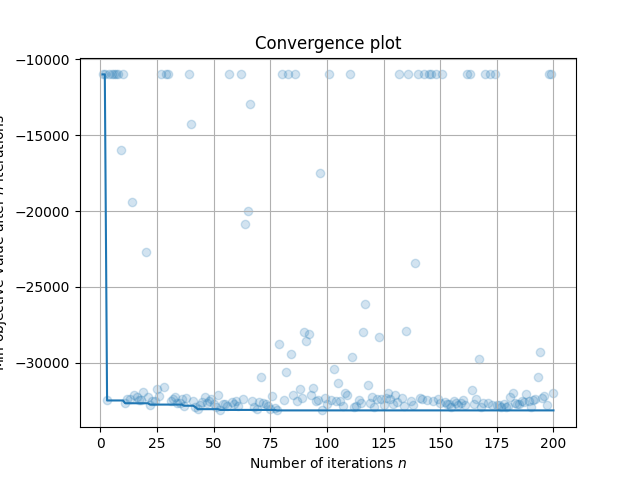 Convergence plot
−10000
−15000
−20000
−25000
−30000
objective value after n iterations
0 25 50 75 100 125 150 175 200
Number of iterations n